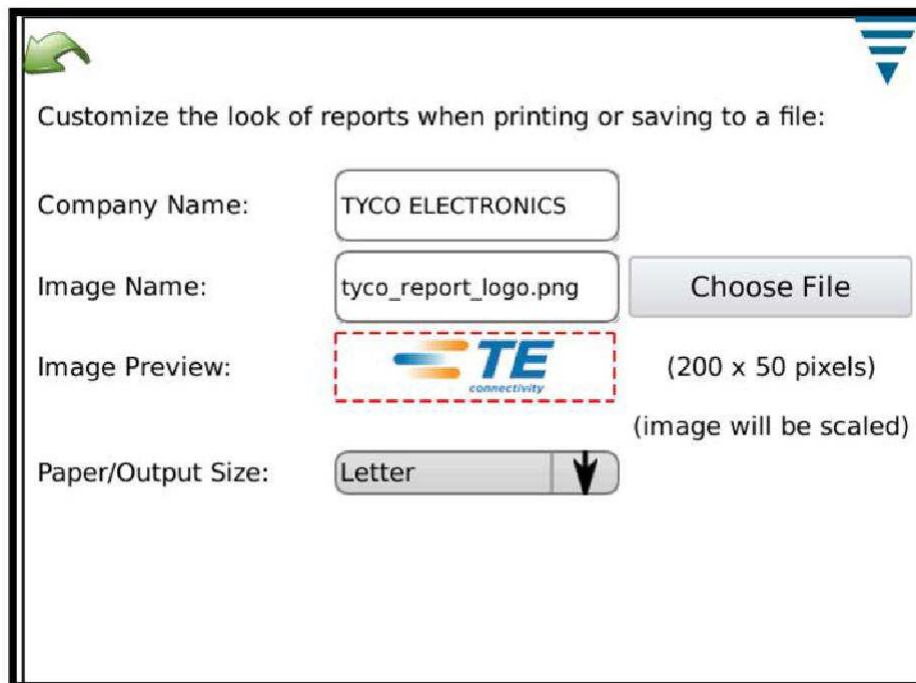 Customize the look of reports when printing or saving to a file:
Company Name: TYCO ELECTRONICS
Image Name: tyco_report_logo.png Choose File
Image Preview: TE connectivity (200 x 50 pixels)
(image will be scaled)
Paper/Output Size: Letter